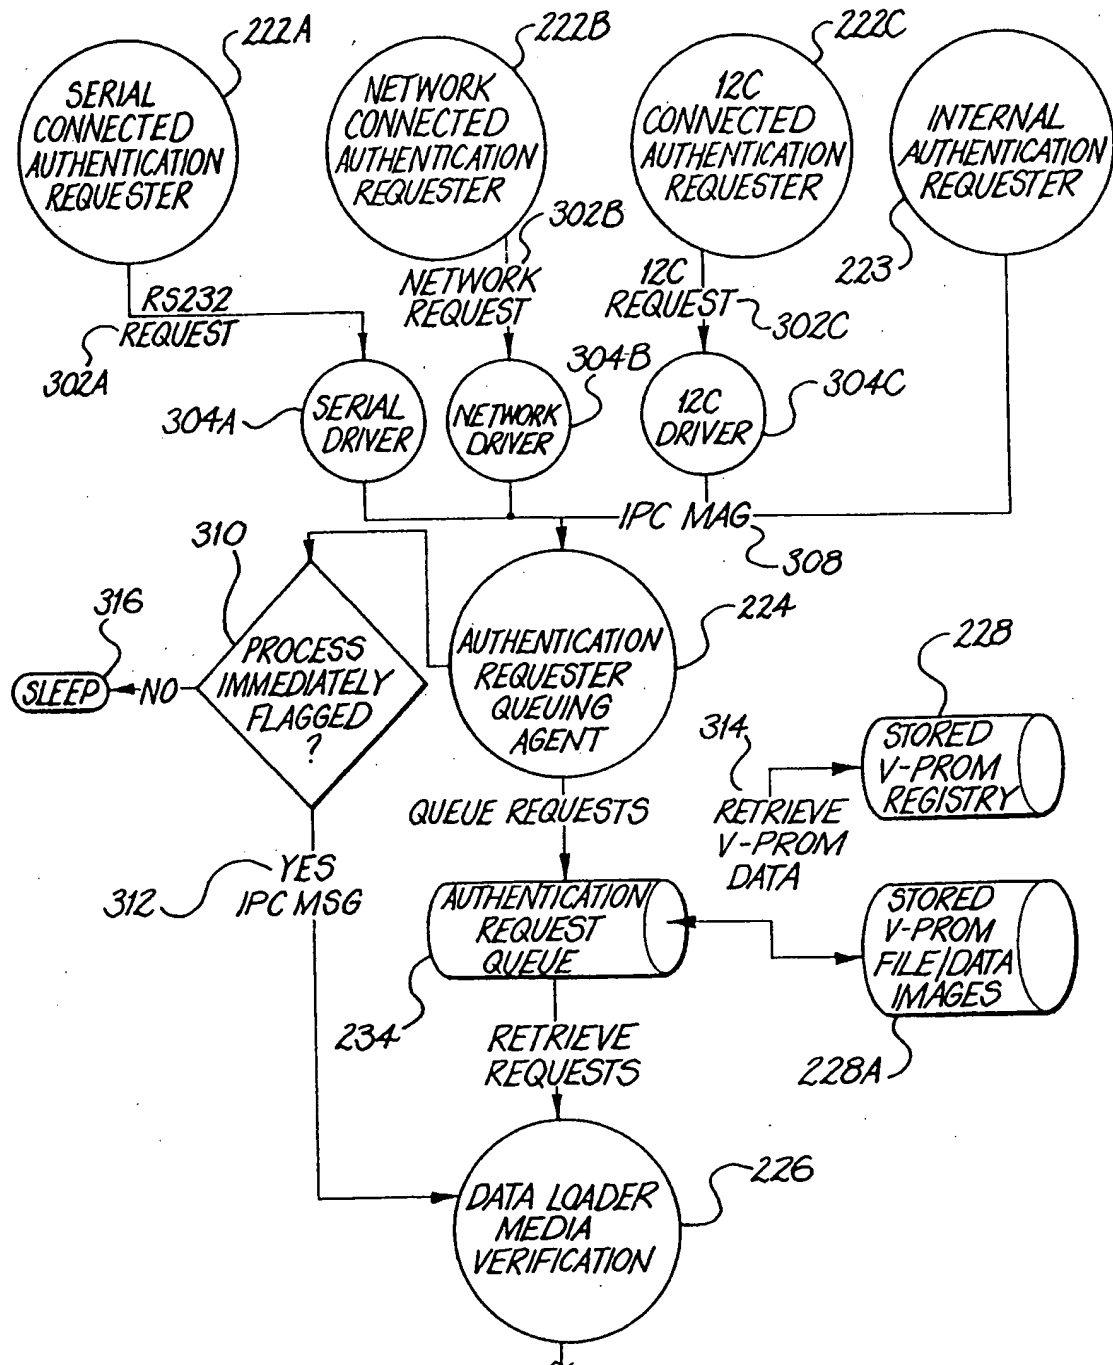 222A
222B
222C
SERIAL
CONNECTED
AUTHENTICATION
REQUESTER
NETWORK
CONNECTED
AUTHENTICATION
REQUESTER
12C
CONNECTED
AUTHENTICATION
REQUESTER
INTERNAL
AUTHENTICATION
REQUESTER
223
RS232
REQUEST
302A
NETWORK
REQUEST
302B
12C
REQUEST
302C
304A
SERIAL
DRIVER
304B
NETWORK
DRIVER
304C
12C
DRIVER
IPC MAG
308
310
316
SLEEP
NO
PROCESS
IMMEDIATELY
FLAGGED
?
224
AUTHENTICATION
REQUESTER
QUEUING
AGENT
228
STORED
V-PROM
REGISTRY
314
RETRIEVE
V-PROM
DATA
QUEUE REQUESTS
312
YES
IPC MSG
AUTHENTICATION
REQUEST
QUEUE
234
STORED
V-PROM
FILE/DATA
IMAGES
228A
RETRIEVE
REQUESTS
226
DATA LOADER
MEDIA
VERIFICATION